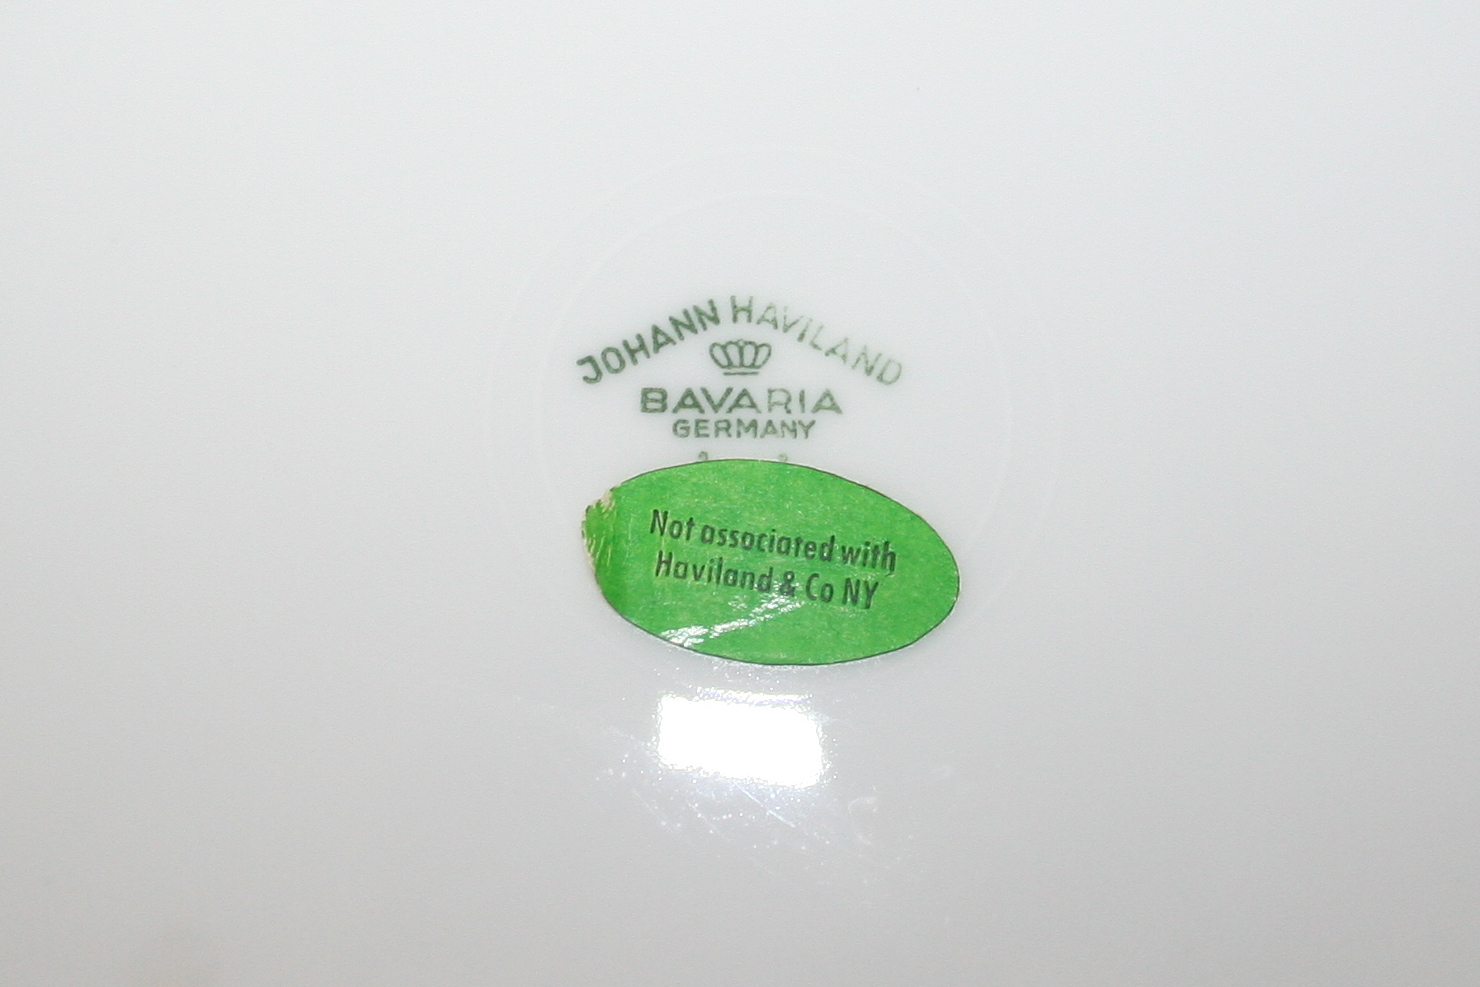 JOHANN HAVILAND
BAVARIA
GERMANY
Not associated with
Haviland & Co NY